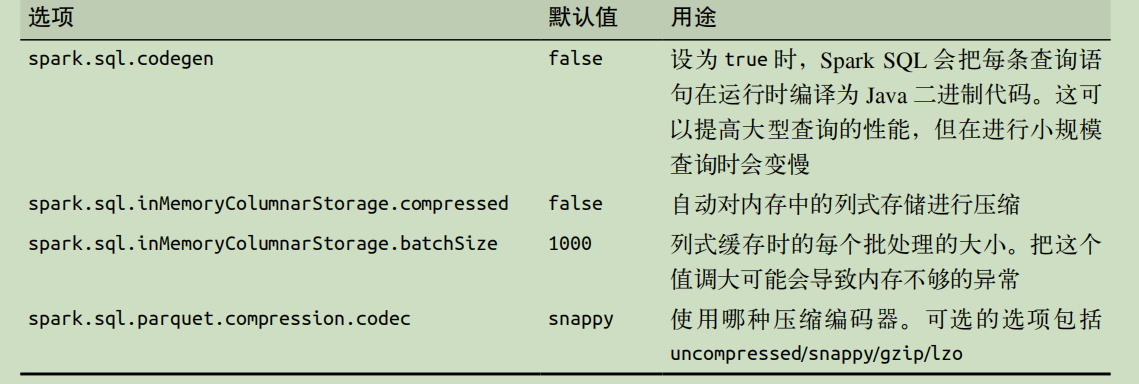 选项 默认值 用途
spark.sql.codegen false 设为 true 时，Spark SQL 会把每条查询语
句在运行时编译为 Java 二进制代码。这可
以提高大型查询的性能，但在进行小规模
查询时会变慢
spark.sql.inMemoryColumnarStorage.compressed false 自动对内存中的列式存储进行压缩
spark.sql.inMemoryColumnarStorage.batchSize 1000 列式缓存时的每个批处理的大小。把这个
值调大可能会导致内存不够的异常
spark.sql.parquet.compression.codec snappy 使用哪种压缩编码器。可选的选项包括
uncompressed/snappy/gzip/lzo